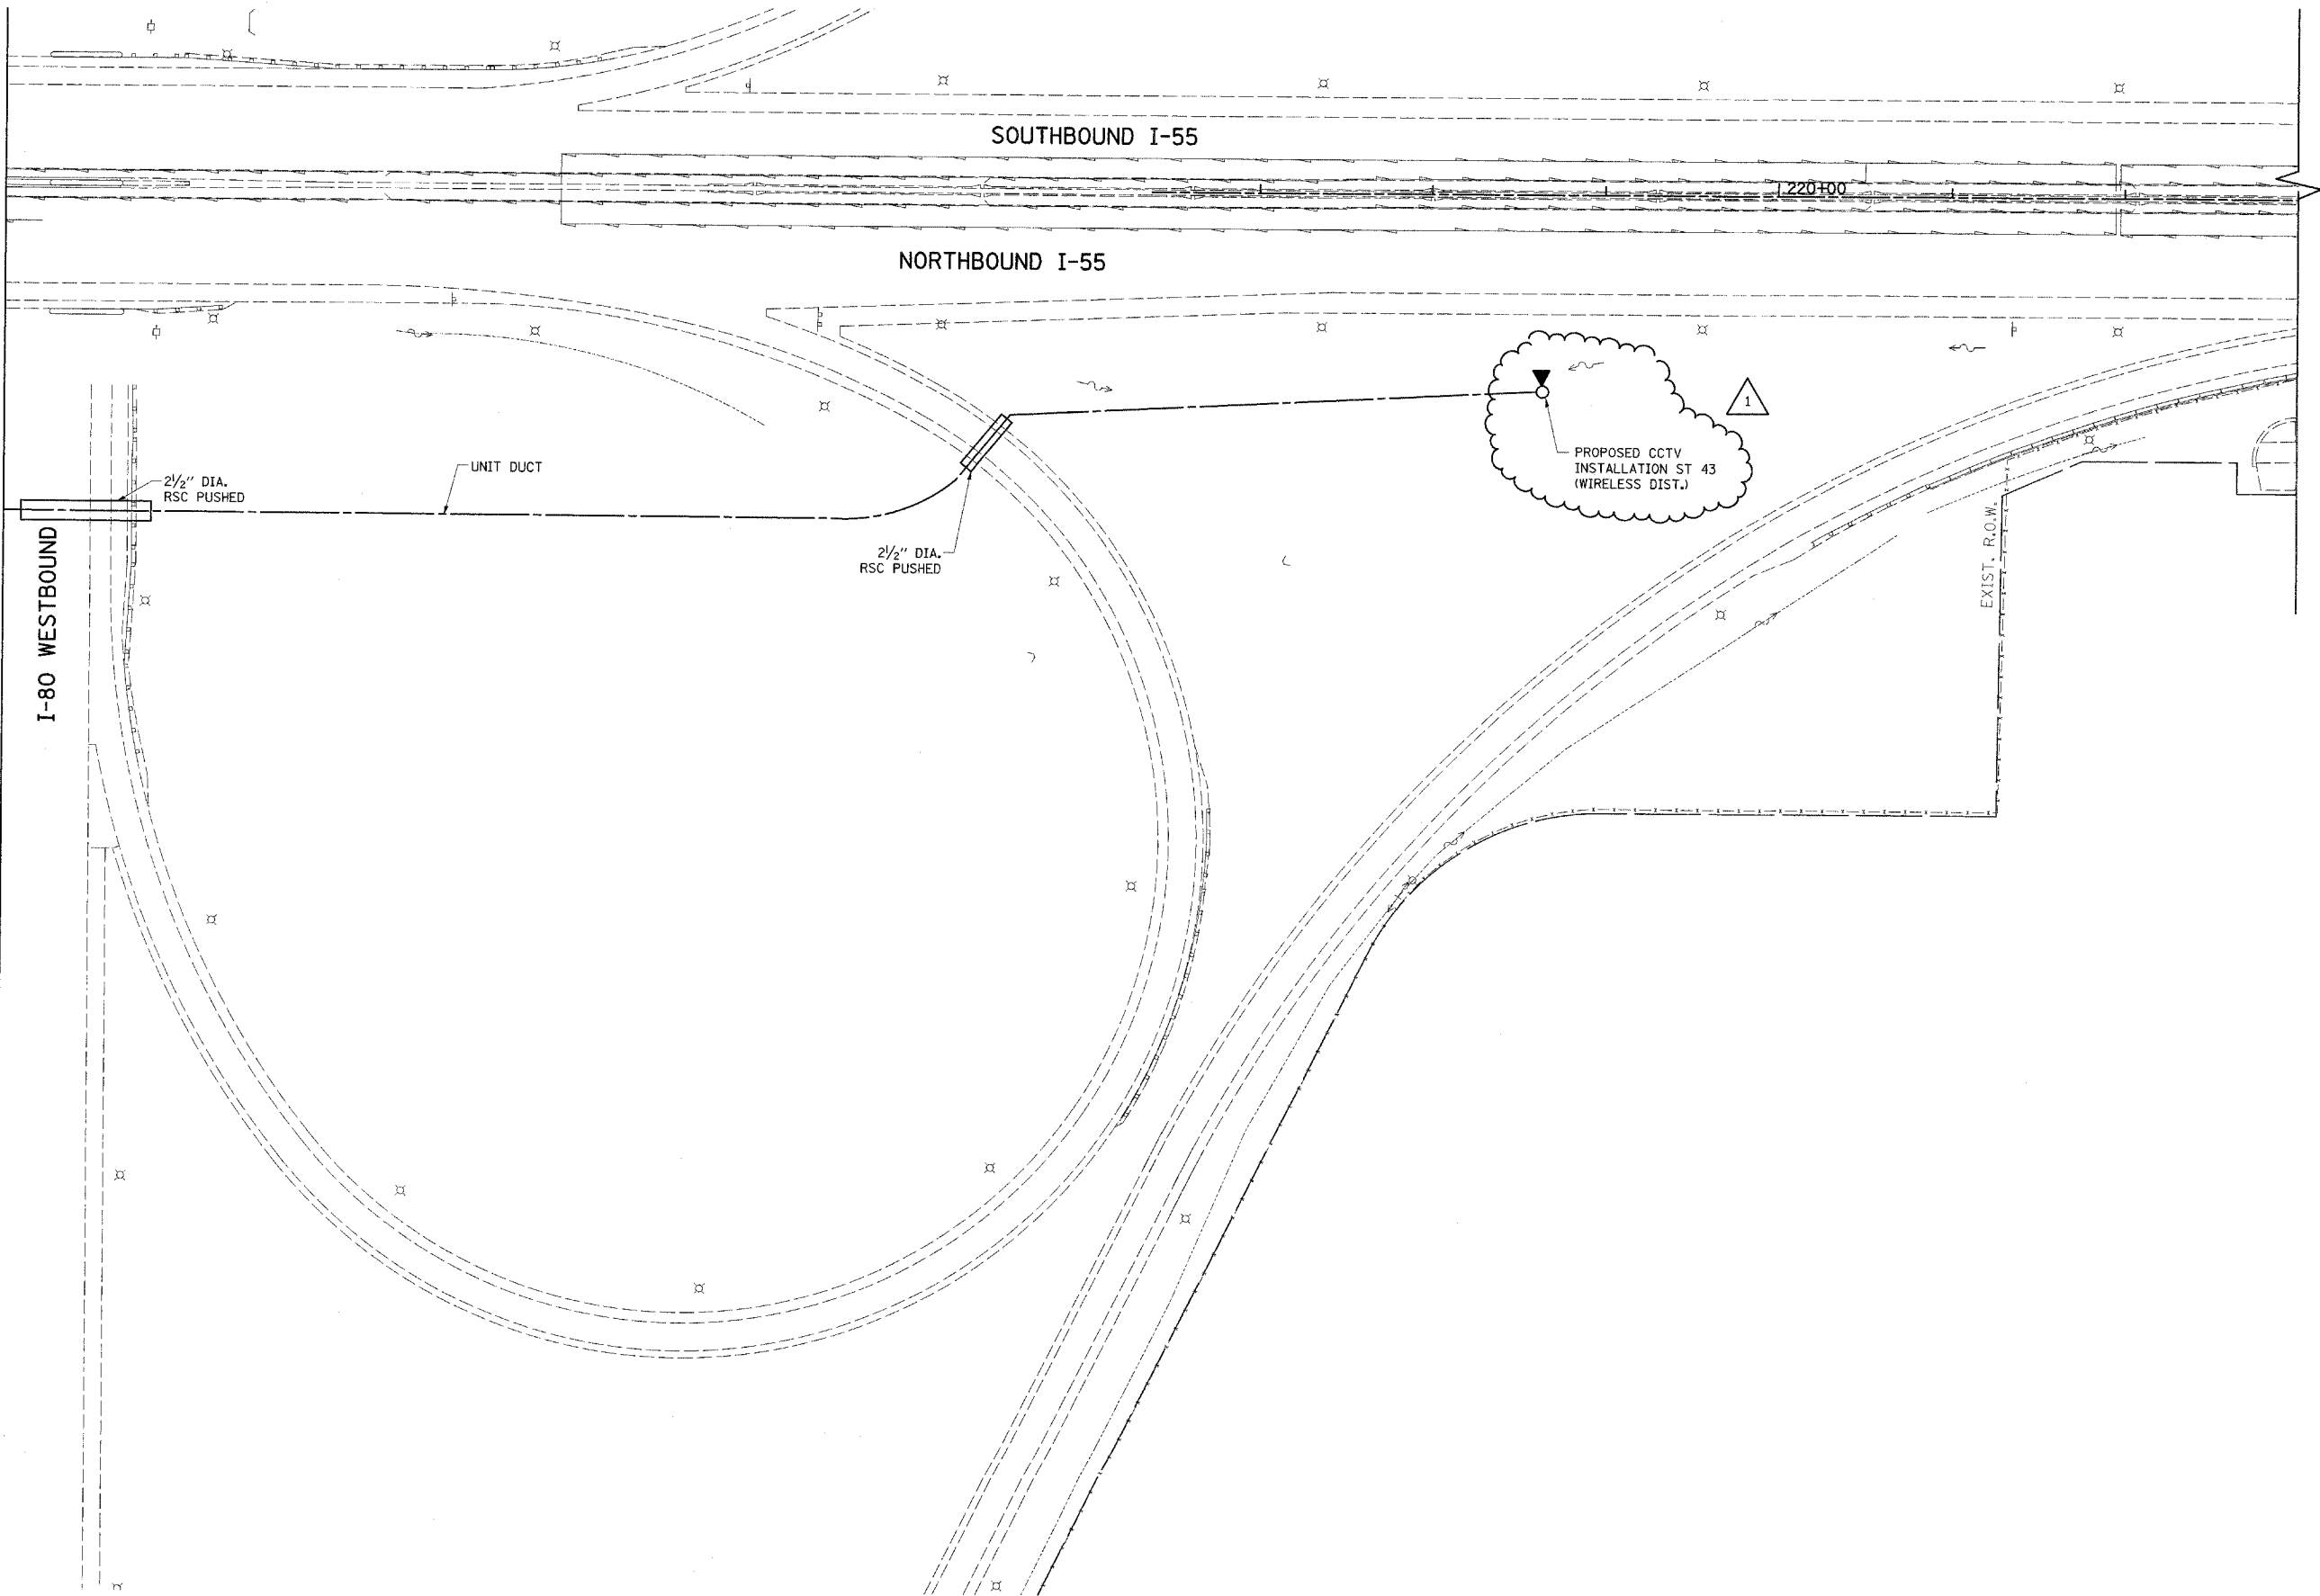 SOUTHBOUND I-55
220+00
NORTHBOUND I-55
1
PROPOSED CCTV
INSTALLATION ST 43
(WIRELESS DIST.)
UNIT DUCT
2½" DIA.
RSC PUSHED
2½" DIA.
RSC PUSHED
I-80 WESTBOUND
EXIST. R.O.W.